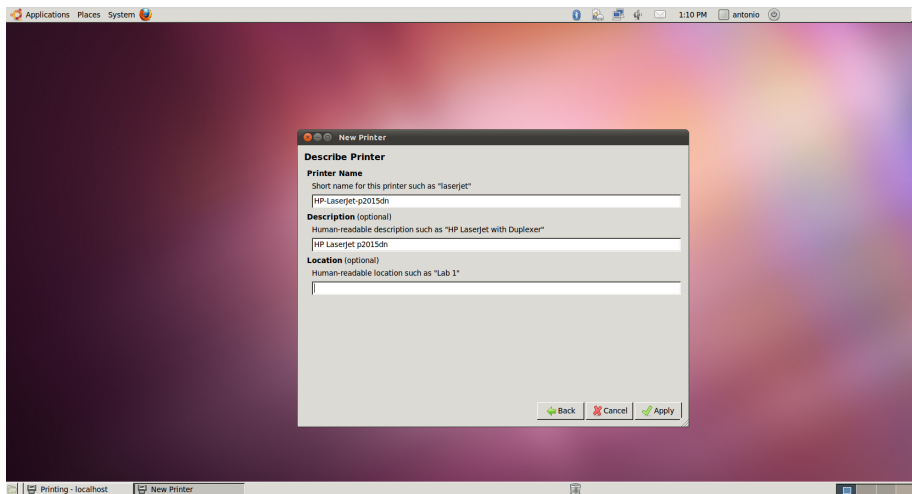 Applications Places System 1:10 PM antonio
New Printer
Describe Printer
Printer Name
Short name for this printer such as "laserjet"
HP-LaserJet-p2015dn
Description (optional)
Human-readable description such as "HP LaserJet with Duplexer"
HP LaserJet p2015dn
Location (optional)
Human-readable location such as "Lab 1"
Back Cancel Apply
Printing - localhost New Printer